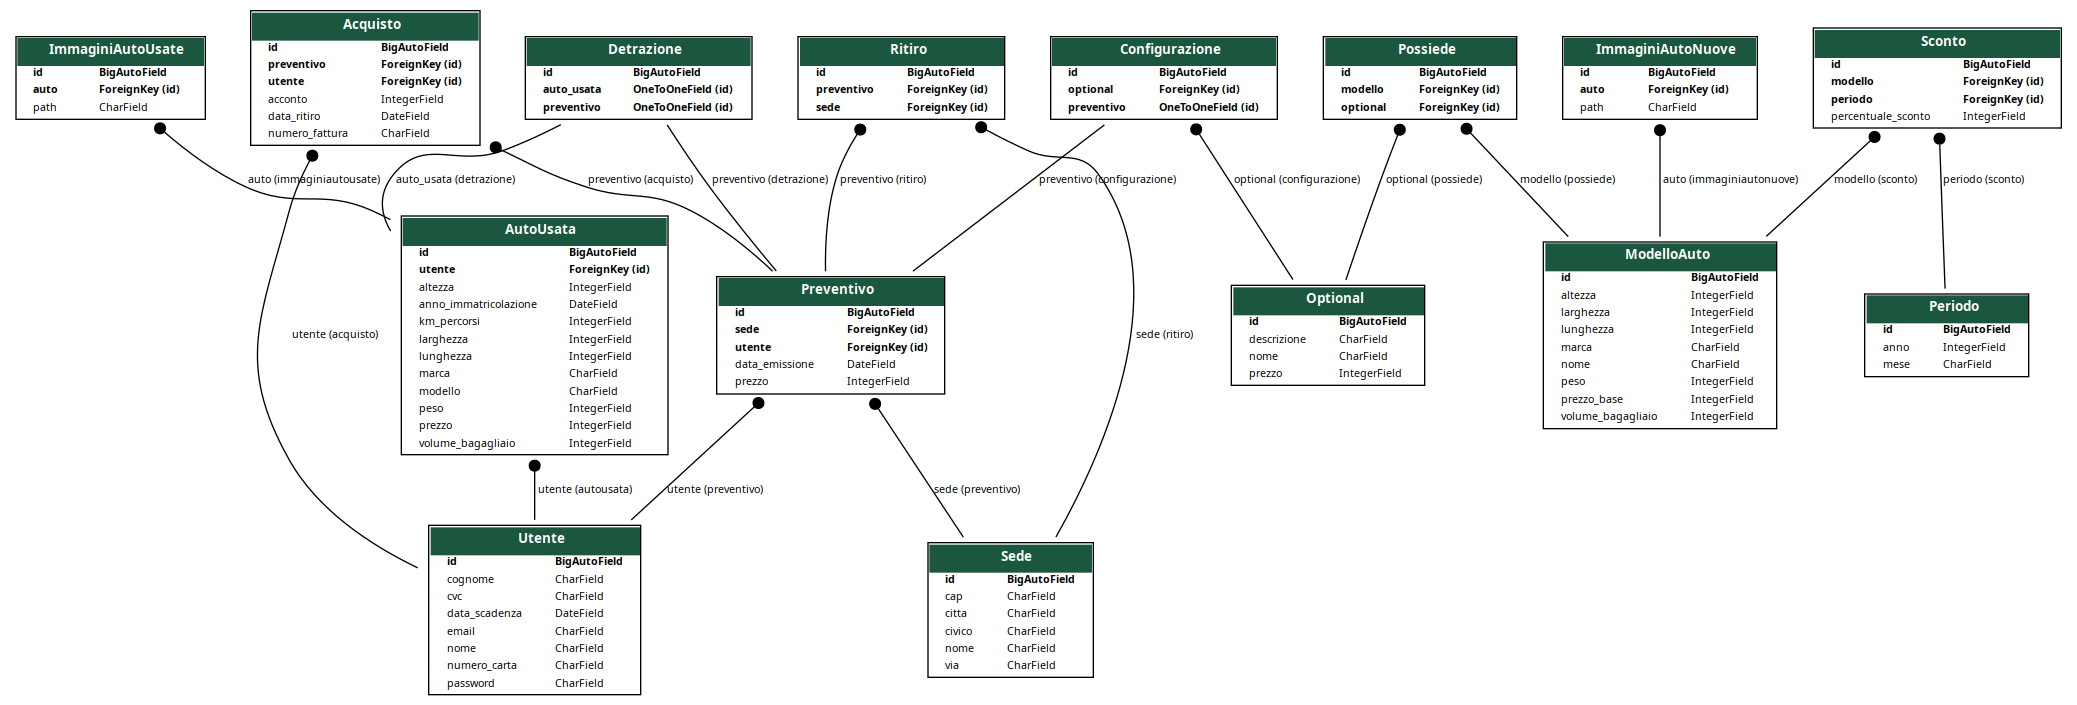 ImmaginiAutoUsate
id BigAutoField
auto ForeignKey (id)
path CharField
Acquisto
id BigAutoField
preventivo ForeignKey (id)
utente ForeignKey (id)
acconto IntegerField
data_ritiro DateField
numero_fattura CharField
Detrazione
id BigAutoField
auto_usata OneToOneField (id)
preventivo OneToOneField (id)
Ritiro
id BigAutoField
preventivo ForeignKey (id)
sede ForeignKey (id)
Configurazione
id BigAutoField
optional ForeignKey (id)
preventivo OneToOneField (id)
Possiede
id BigAutoField
modello ForeignKey (id)
optional ForeignKey (id)
ImmaginiAutoNuove
id BigAutoField
auto ForeignKey (id)
path CharField
Sconto
id BigAutoField
modello ForeignKey (id)
periodo ForeignKey (id)
percentuale_sconto IntegerField
auto (immaginiautousate)
auto_usata (detrazione)
preventivo (acquisto)
preventivo (detrazione)
preventivo (ritiro)
preventivo (configurazione)
optional (configurazione)
optional (possiede)
modello (possiede)
auto (immaginiautonuove)
modello (sconto)
periodo (sconto)
AutoUsata
id BigAutoField
utente ForeignKey (id)
altezza IntegerField
anno_immatricolazione DateField
km_percorsi IntegerField
larghezza IntegerField
lunghezza IntegerField
marca CharField
modello CharField
peso IntegerField
prezzo IntegerField
volume_bagagliaio IntegerField
Preventivo
id BigAutoField
sede ForeignKey (id)
utente ForeignKey (id)
data_emissione DateField
prezzo IntegerField
Optional
id BigAutoField
descrizione CharField
nome CharField
prezzo IntegerField
ModelloAuto
id BigAutoField
altezza IntegerField
larghezza IntegerField
lunghezza IntegerField
marca CharField
nome CharField
peso IntegerField
prezzo_base IntegerField
volume_bagagliaio IntegerField
Periodo
id BigAutoField
anno IntegerField
mese CharField
utente (acquisto)
sede (ritiro)
utente (autousata)
utente (preventivo)
sede (preventivo)
Utente
id BigAutoField
cognome CharField
cvc CharField
data_scadenza DateField
email CharField
nome CharField
numero_carta CharField
password CharField
Sede
id BigAutoField
cap CharField
citta CharField
civico CharField
nome CharField
via CharField